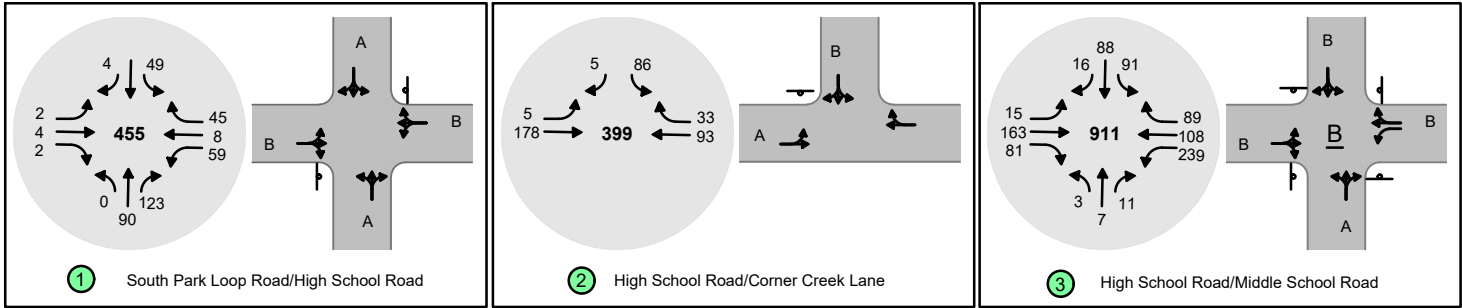 4 49
2 45
4 455 8
2 59
0 123
90
A
B B
A
1 South Park Loop Road/High School Road
5 86
5 33
178 399 93
B
A
2 High School Road/Corner Creek Lane
88
16 91
15 89
163 911 108
81 239
3 11
7
B
B B B
A
3 High School Road/Middle School Road